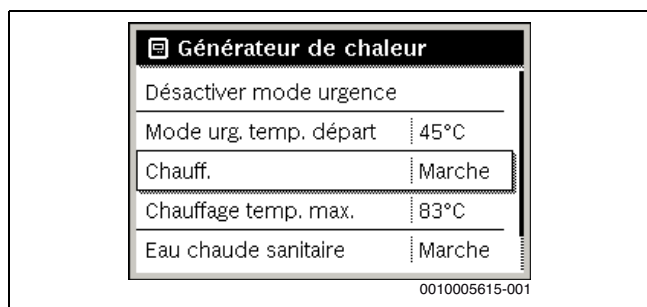 Générateur de chaleur
Désactiver mode urgence
Mode urg. temp. départ 45°C
Chauff. Marche
Chauffage temp. max. 83°C
Eau chaude sanitaire Marche
0010005615-001